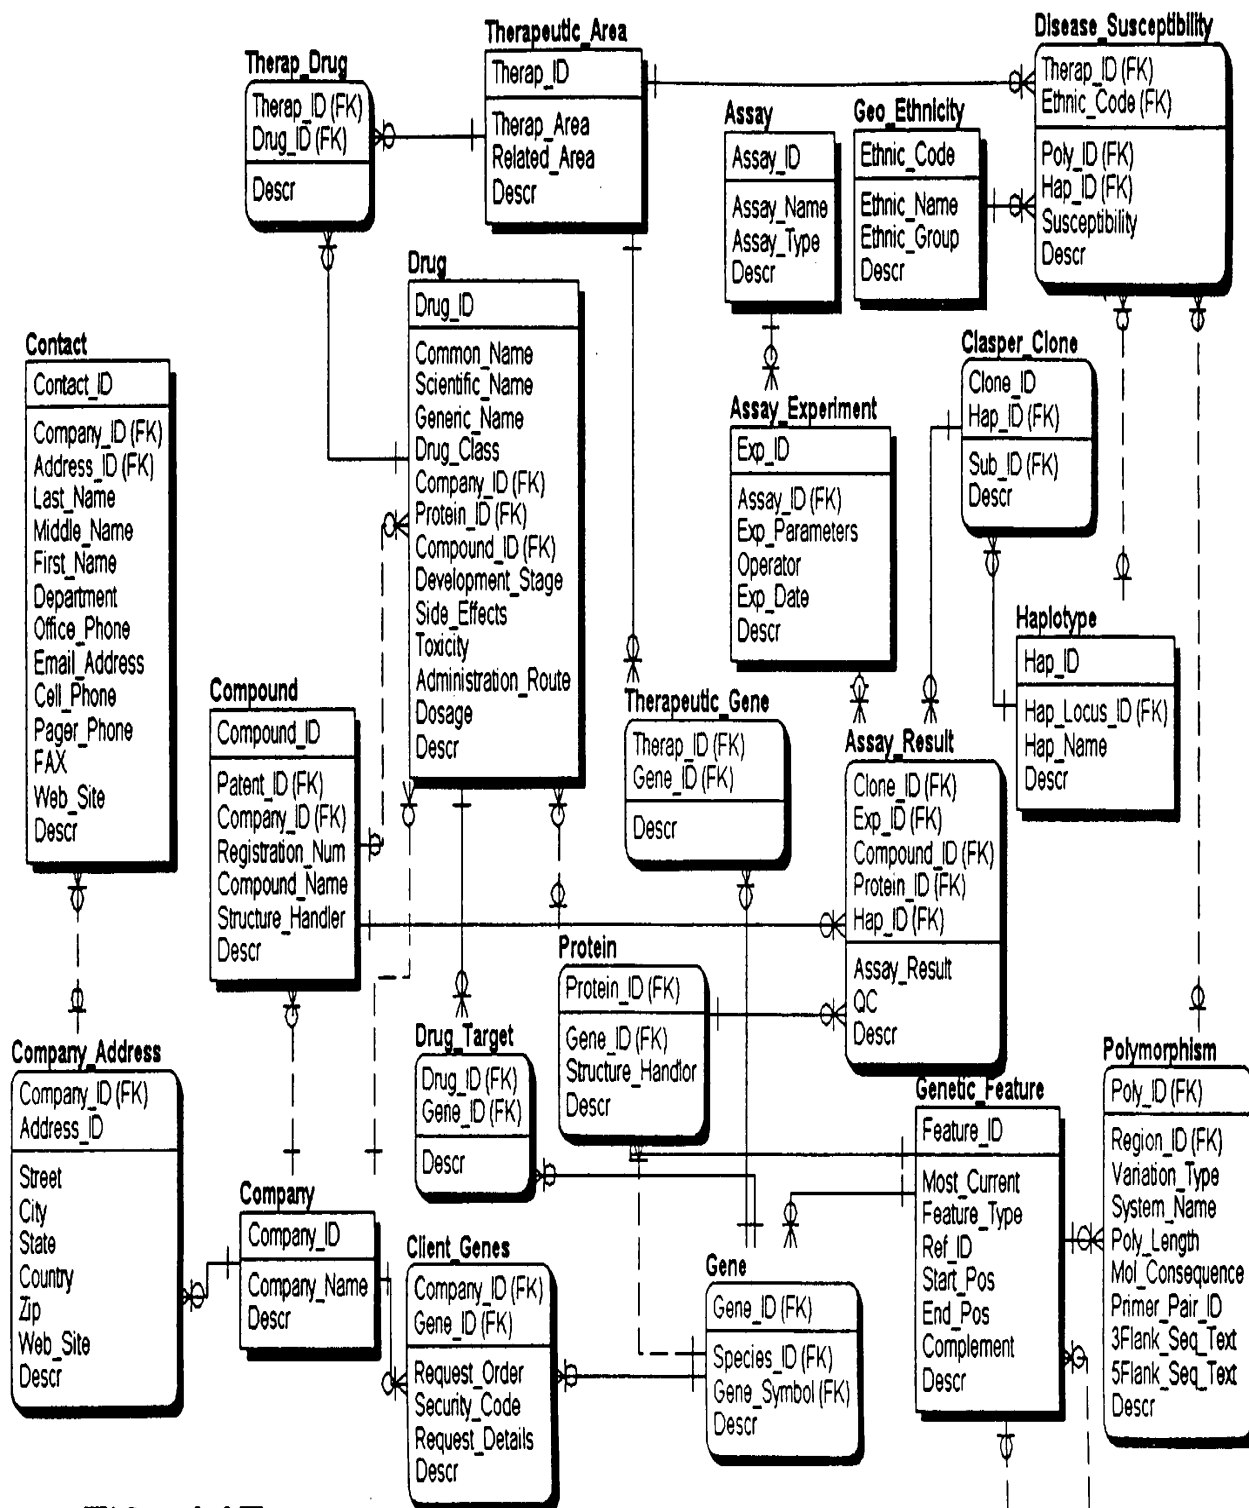 Therap_Drug
Therap_ID (FK)
Drug_ID (FK)
Descr
Therapeutic_Area
Therap_ID
Therap_Area
Related_Area
Descr
Disease_Susceptibility
Therap_ID (FK)
Ethnic_Code (FK)
Poly_ID (FK)
Hap_ID (FK)
Susceptibility
Descr
Assay
Assay_ID
Assay_Name
Assay_Type
Descr
Geo_Ethnicity
Ethnic_Code
Ethnic_Name
Ethnic_Group
Descr
Drug
Drug_ID
Common_Name
Scientific_Name
Generic_Name
Drug_Class
Company_ID (FK)
Protein_ID (FK)
Compound_ID (FK)
Development_Stage
Side_Effects
Toxicity
Administration_Route
Dosage
Descr
Contact
Contact_ID
Company_ID (FK)
Address_ID (FK)
Last_Name
Middle_Name
First_Name
Department
Office_Phone
Email_Address
Cell_Phone
Pager_Phone
FAX
Web_Site
Descr
Clasper_Clone
Clone_ID
Hap_ID (FK)
Sub_ID (FK)
Descr
Assay_Experiment
Exp_ID
Assay_ID (FK)
Exp_Parameters
Operator
Exp_Date
Descr
Haplotype
Hap_ID
Hap_Locus_ID (FK)
Hap_Name
Descr
Compound
Compound_ID
Patent_ID (FK)
Company_ID (FK)
Registration_Num
Compound_Name
Structure_Handler
Descr
Therapeutic_Gene
Therap_ID (FK)
Gene_ID (FK)
Descr
Assay_Result
Clone_ID (FK)
Exp_ID (FK)
Compound_ID (FK)
Protein_ID (FK)
Hap_ID (FK)
Assay_Result
QC
Descr
Protein
Protein_ID (FK)
Gene_ID (FK)
Structure_Handlor
Descr
Company_Address
Company_ID (FK)
Address_ID
Street
City
State
Country
Zip
Web_Site
Descr
Drug_Target
Drug_ID (FK)
Gene_ID (FK)
Descr
Genetic_Feature
Feature_ID
Most_Current
Feature_Type
Ref_ID
Start_Pos
End_Pos
Complement
Descr
Polymorphism
Poly_ID (FK)
Region_ID (FK)
Variation_Type
System_Name
Poly_Length
Mol_Consequence
Primer_Pair_ID
3Flank_Seq_Text
5Flank_Seq_Text
Descr
Company
Company_ID
Company_Name
Descr
Client_Genes
Company_ID (FK)
Gene_ID (FK)
Request_Order
Security_Code
Request_Details
Descr
Gene
Gene_ID (FK)
Species_ID (FK)
Gene_Symbol (FK)
Descr